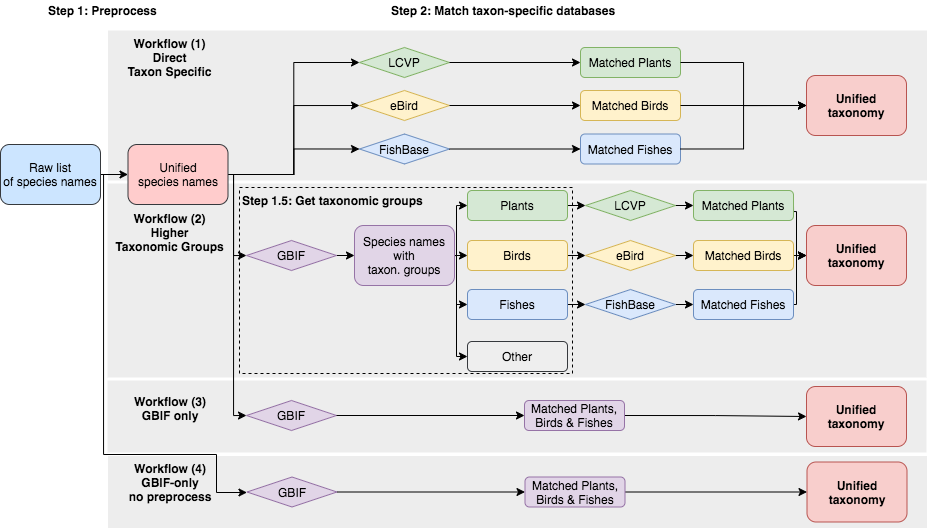 Step 1: Preprocess
Step 2: Match taxon-specific databases
Workflow (1)
Direct
Taxon Specific
LCVP
Matched Plants
eBird
Matched Birds
FishBase
Matched Fishes
Unified
taxonomy
Raw list
of species names
Unified
species names
Workflow (2)
Higher
Taxonomic Groups
Step 1.5: Get taxonomic groups
GBIF
Species names
with
taxon. groups
Plants
LCVP
Matched Plants
Birds
eBird
Matched Birds
Fishes
FishBase
Matched Fishes
Other
Unified
taxonomy
Workflow (3)
GBIF only
GBIF
Matched Plants,
Birds & Fishes
Unified
taxonomy
Workflow (4)
GBIF-only
no preprocess
GBIF
Matched Plants,
Birds & Fishes
Unified
taxonomy